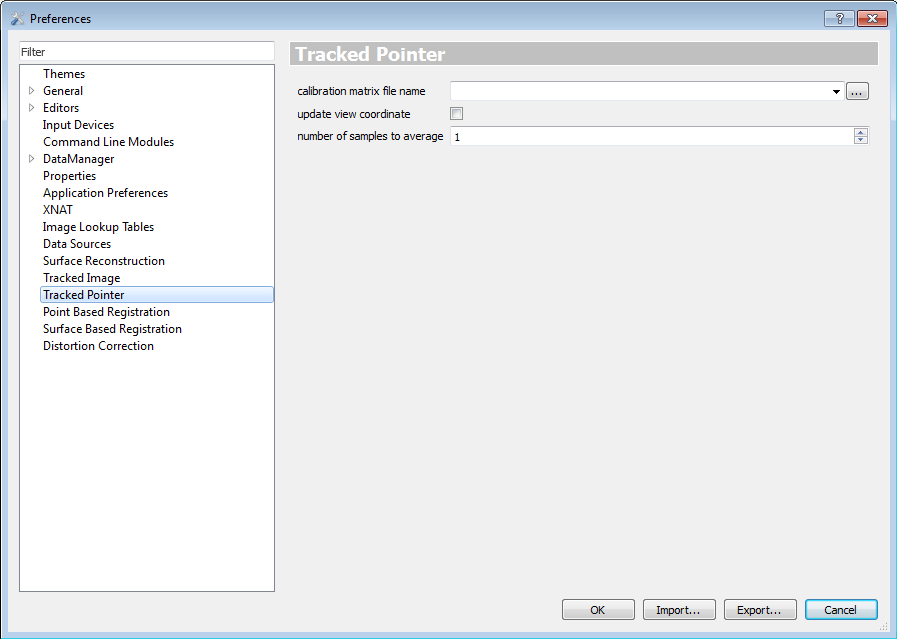 Preferences
?
Filter
Themes
General
Editors
Input Devices
Command Line Modules
DataManager
Properties
Application Preferences
XNAT
Image Lookup Tables
Data Sources
Surface Reconstruction
Tracked Image
Tracked Pointer
Point Based Registration
Surface Based Registration
Distortion Correction
Tracked Pointer
calibration matrix file name
...
update view coordinate
number of samples to average 1
OK
Import...
Export...
Cancel